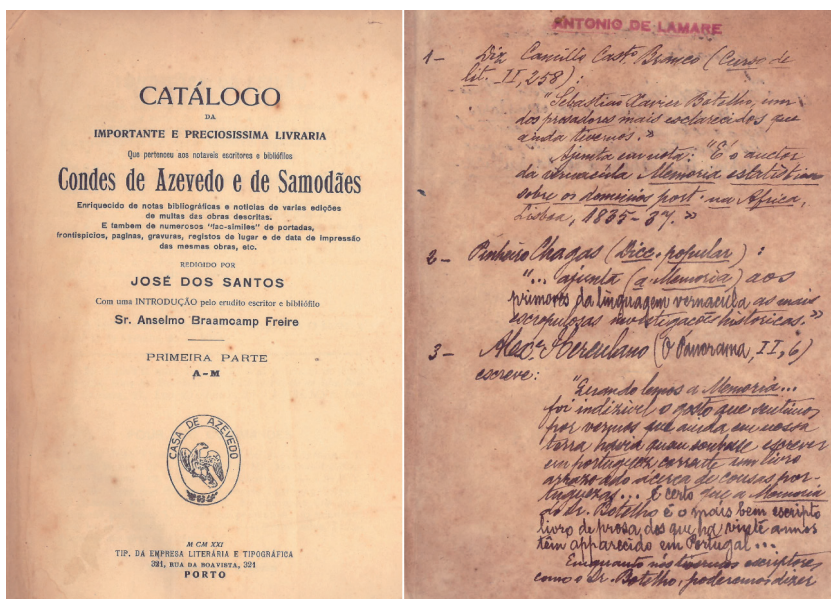 CATÁLOGO
DA
IMPORTANTE E PRECIOSISSIMA LIVRARIA
Que pertenceu aos notaveis escritores e bibliófilos
Condes de Azevedo e de Samodães
Enriquecido de notas bibliográficas e noticias de varias edições
de muitas das obras descritas.
E tambem de numerosos "fac-similes" de portadas,
frontispicios, paginas, gravuras, registos de lugar e de data de impressão
das mesmas obras, etc.
REDIGIDO POR
JOSÉ DOS SANTOS
Com uma INTRODUÇÃO pelo erudito escritor e bibliófilo
Sr. Anselmo Braamcamp Freire
PRIMEIRA PARTE
A-M
CASA DE AZEVEDO
M CM XXI
TIP. DA EMPRESA LITERÁRIA E TIPOGRÁFICA
321, RUA DA BOAVISTA, 321
PORTO
ANTONIO DE LAMARE
1- Diz Camillo Cast.º Branco (Curso de
lit. II, 258):
"Sebastião Xavier Botelho, um
dos prosadores mais esclarecidos que
ainda tivemos."
Ajunta em nota: "É o auctor
da vernacula Memoria estatistica
sobre os dominios port. na Africa,
Lisboa, 1835-37."
2- Pinheiro Chagas (Dicc. popular):
"... ajunta (a Memoria) aos
primores da linguagem vernacula as mais
escropulozas investigações historicas."
3- Alex.e Herculano (O Panorama, II, 6)
escreve:
"Quando lemos a Memoria...
foi indizivel o gosto que sentimos
por vermos que ainda em nossa
terra havia quem soubesse escrever
em portuguez corrente um livro
arrazoado acerca de cousas por-
tuguezas... É certo que a Memoria
do Sr. Botelho é o mais bem escripto
livro de prosa dos que ha vinte annos
têm apparecido em Portugal...
Emquanto nós tivermos escriptores
como o Sr. Botelho, poderemos dizer